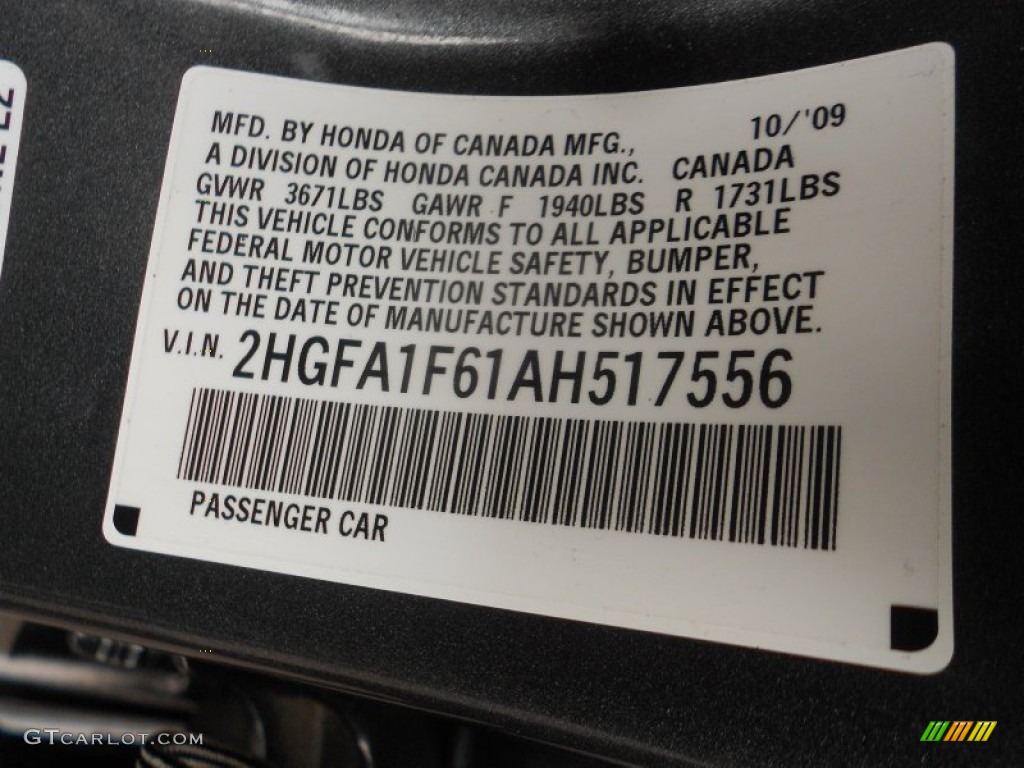 MFD. BY HONDA OF CANADA MFG., 10/'09
A DIVISION OF HONDA CANADA INC. CANADA
GVWR 3671LBS GAWR F 1940LBS R 1731LBS
THIS VEHICLE CONFORMS TO ALL APPLICABLE
FEDERAL MOTOR VEHICLE SAFETY, BUMPER,
AND THEFT PREVENTION STANDARDS IN EFFECT
ON THE DATE OF MANUFACTURE SHOWN ABOVE.
V.I.N. 2HGFA1F61AH517556
PASSENGER CAR
GTCARLOT.COM